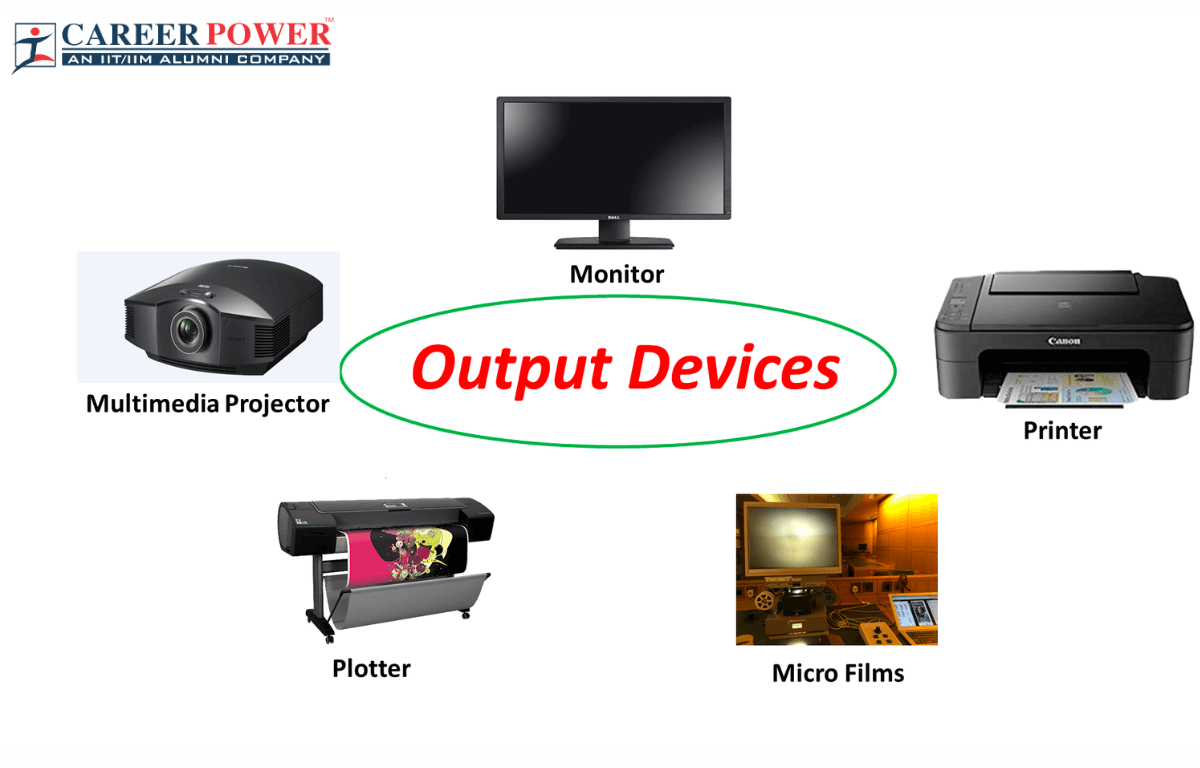 CAREER POWER™
AN IIT/IIM ALUMNI COMPANY
DELL
Monitor
Multimedia Projector
Output Devices
Canon
Printer
Plotter
Micro Films